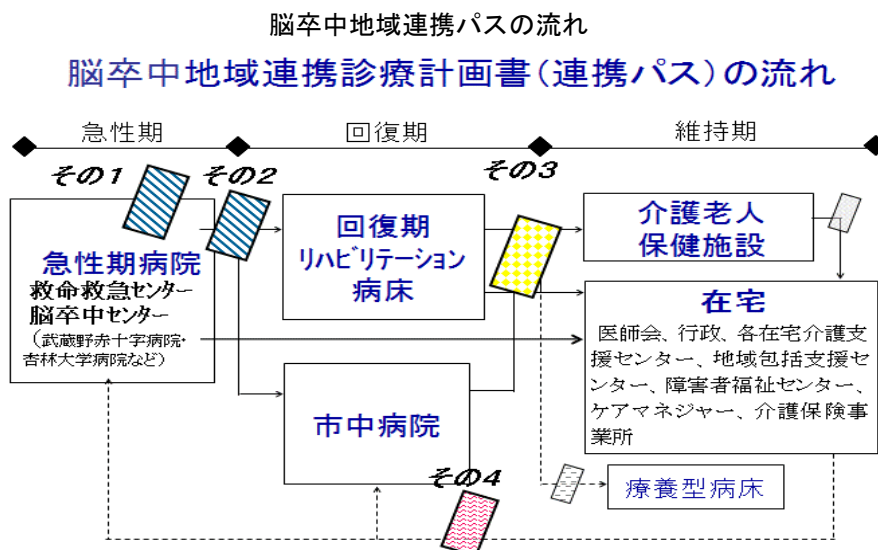 脳卒中地域連携パスの流れ
脳卒中地域連携診療計画書(連携パス)の流れ
急性期
回復期
維持期
その1
その2
その3
急性期病院
救命救急センター
脳卒中センター
(武蔵野赤十字病院・
杏林大学病院など)
回復期
リハビリテーション
病床
市中病院
介護老人
保健施設
在宅
医師会、行政、各在宅介護支
援センター、地域包括支援セ
ンター、障害者福祉センター、
ケアマネジャー、介護保険事
業所
療養型病床
その4